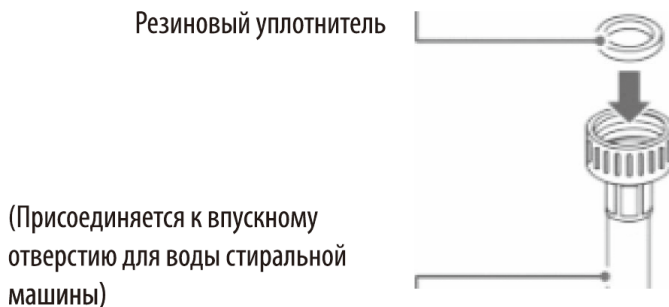 Резиновый уплотнитель
(Присоединяется к впускному
отверстию для воды стиральной
машины)